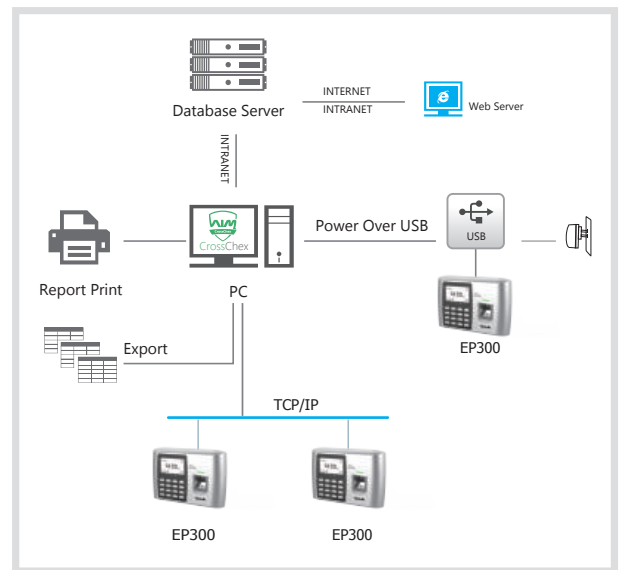 INTERNET
Database Server
INTRANET
Web Server
INTRANET
CrossChex
Power Over USB
USB
Report Print
PC
EP300
Export
TCP/IP
EP300
EP300